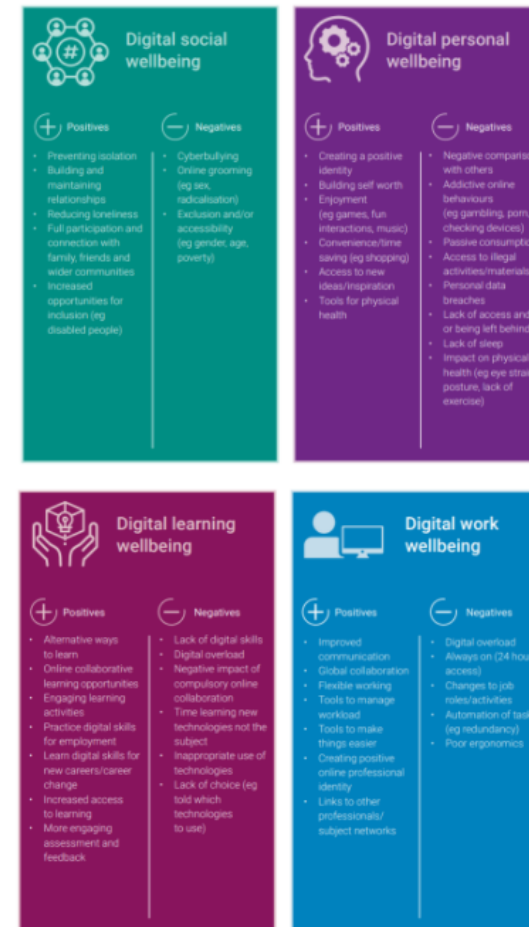 #
Digital social
wellbeing
Positives
• Preventing isolation
• Building and
maintaining
relationships
• Reducing loneliness
• Full participation and
connection with
family, friends and
wider communities
• Increased
opportunities for
inclusion (eg
disabled people)
Negatives
• Cyberbullying
• Online grooming
(eg sex,
radicalisation)
• Exclusion and/or
accessibility
(eg gender, age,
poverty)
Digital personal
wellbeing
Positives
• Creating a positive
identity
• Building self worth
• Enjoyment
(eg games, fun
interactions, music)
• Convenience/time
saving (eg shopping)
• Access to new
ideas/inspiration
• Tools for physical
health
Negatives
• Negative
with others
• Addictive online
behaviours
(eg gambling, porn,
checking devices)
• Passive
• Access to illegal
activities/materials
• Personal data
breaches
• Lack of access and
or being left behind
• Lack of sleep
• Impact on physical
health (eg eye
posture, lack of
exercise)
Digital learning
wellbeing
Positives
• Alternative ways
to learn
• Online collaborative
learning opportunities
• Engaging learning
activities
• Practice digital skills
for employment
• Learn digital skills for
new careers/career
change
• Increased access
to learning
• More engaging
assessment and
feedback
Negatives
• Lack of digital skills
• Digital overload
• Negative impact of
compulsory online
collaboration
• Time learning new
technologies not the
subject
• Inappropriate use of
technologies
• Lack of choice (eg
told which
technologies
to use)
Digital work
wellbeing
Positives
• Improved
communication
• Global collaboration
• Flexible working
• Tools to manage
workload
• Tools to make
things easier
• Creating positive
online professional
identity
• Links to other
professionals/
subject networks
Negatives
• Digital overload
• Always on (24
access)
• Changes to job
roles/activities
• Automation of
(eg redundancy)
• Poor ergonomics